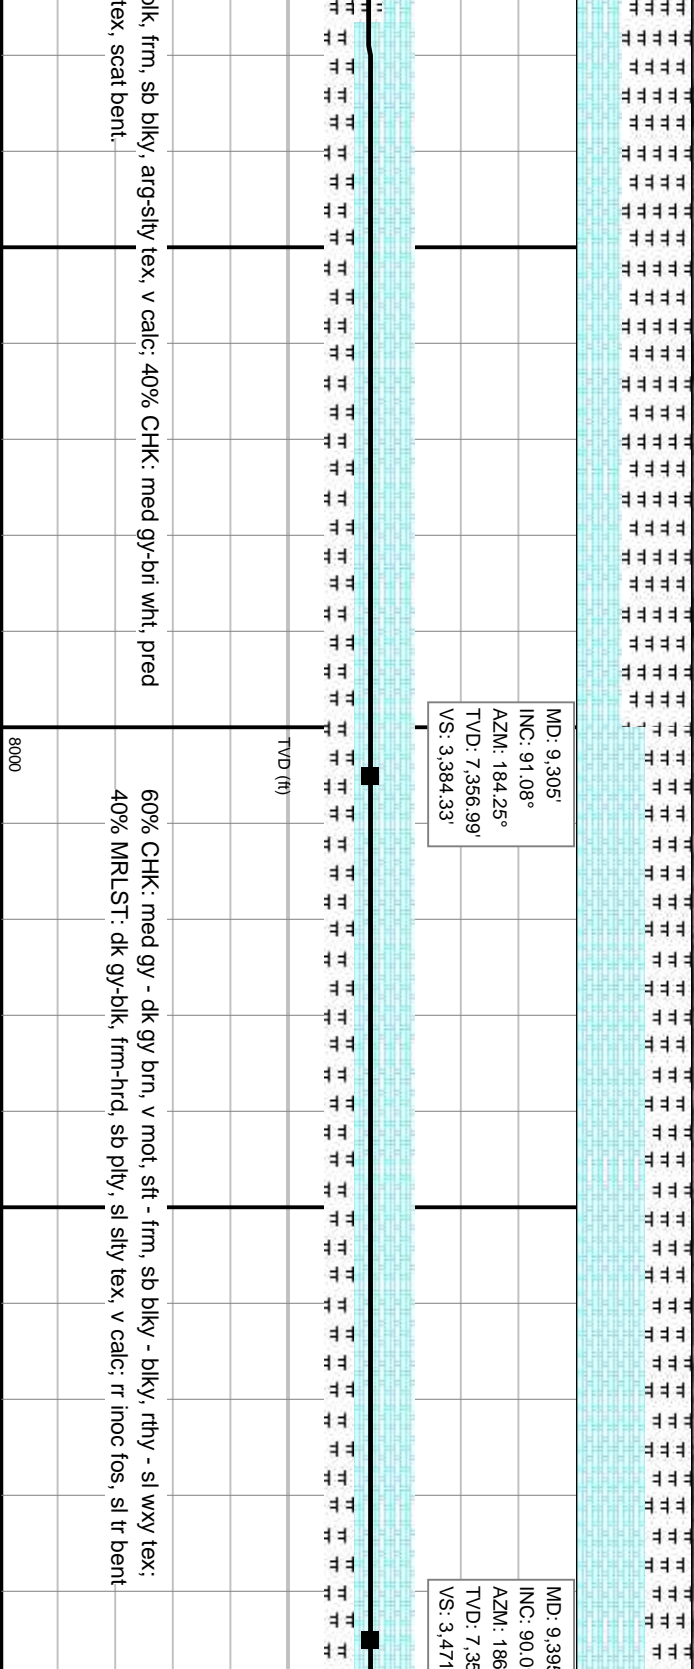 frm, sb blky, arg-slty tex, v calc; 40% CHK: med gy-bri wht, pred
tex, scat bent.
MD: 9,305'
INC: 91.08°
AZM: 184.25°
TVD: 7,356.99'
VS: 3,384.33'
TVD (ft)
8000
60% CHK: med gy - dk gy brn, v mot, sft - frm, sb blky - blky, rthy - sl wxy tex;
40% MRLST: dk gy-blk, frm-hrd, sb plty, sl slty tex, v calc; rr inoc fos, sl tr bent
MD: 9,395
INC: 90.0
AZM: 186
TVD: 7,35
VS: 3,471